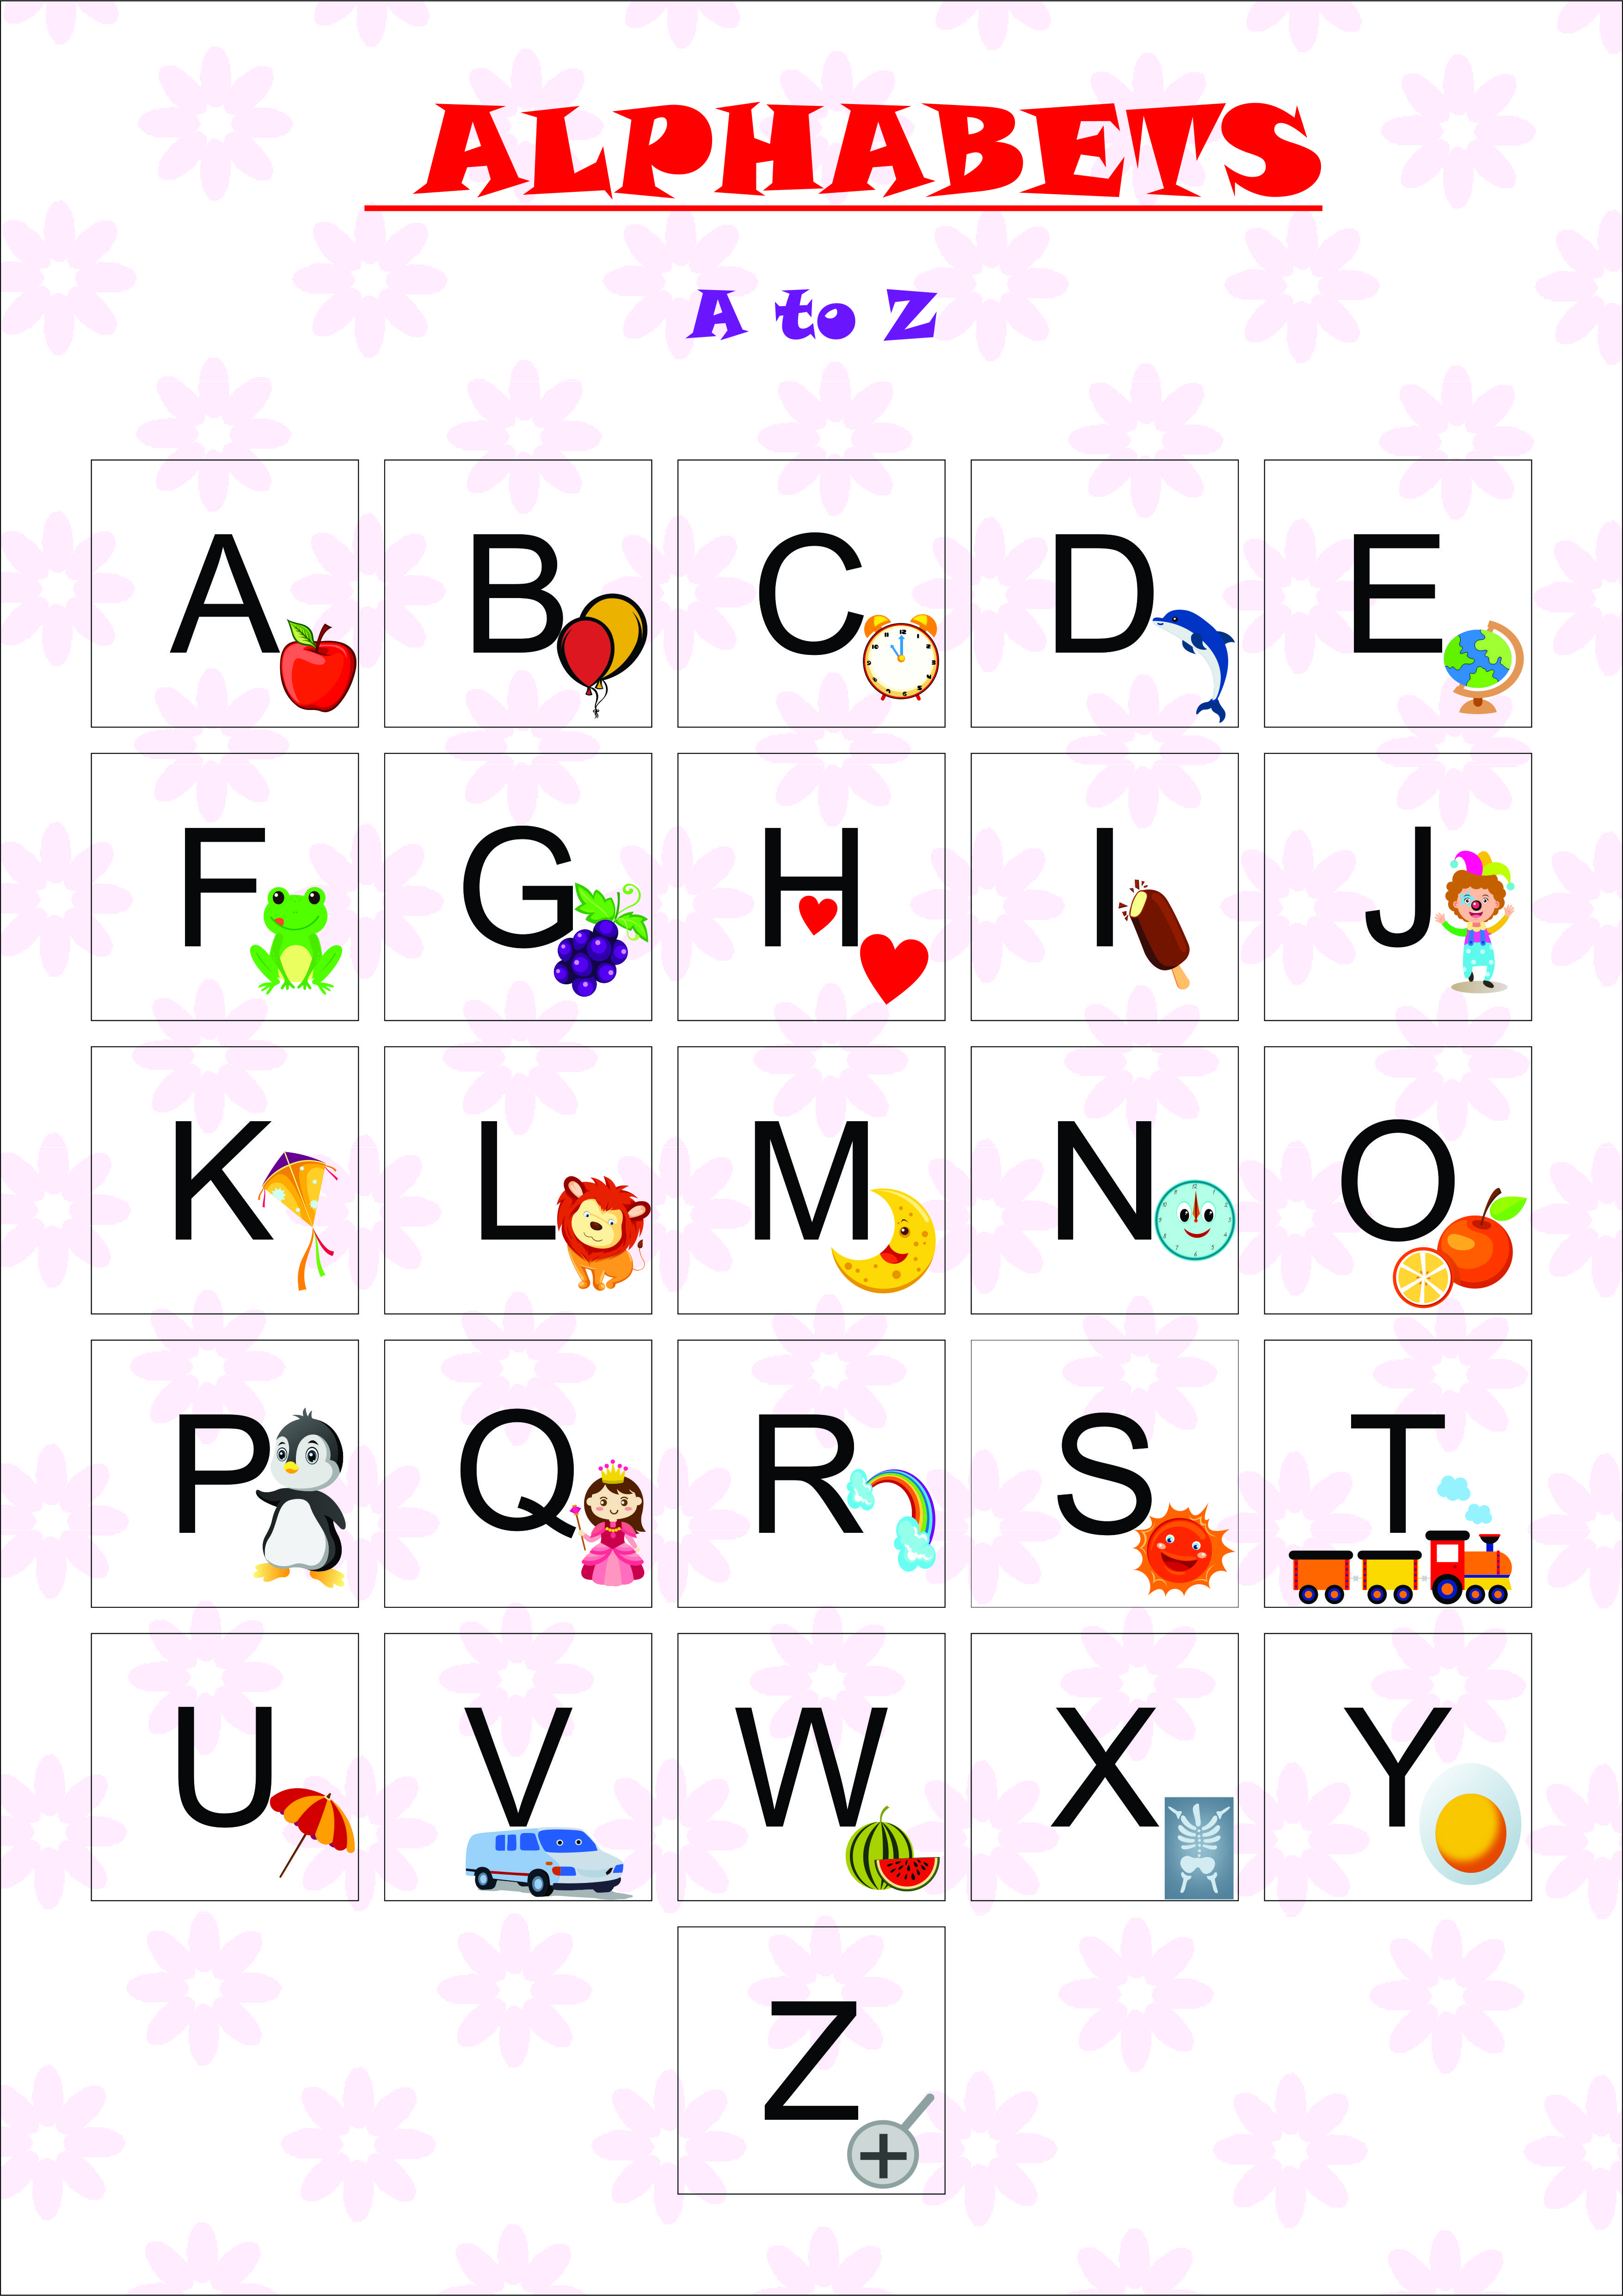 ALPHABETS
A to Z
A B C D E
F G H I J
K L M N O
P Q R S T
U V W X Y
Z